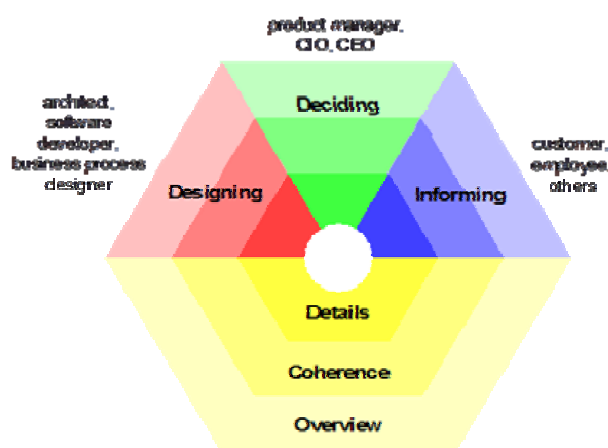 product manager,
CIO, CEO
Deciding
architect,
software
developer,
business process
designer
Designing
customer,
employee,
others
Informing
Details
Coherence
Overview